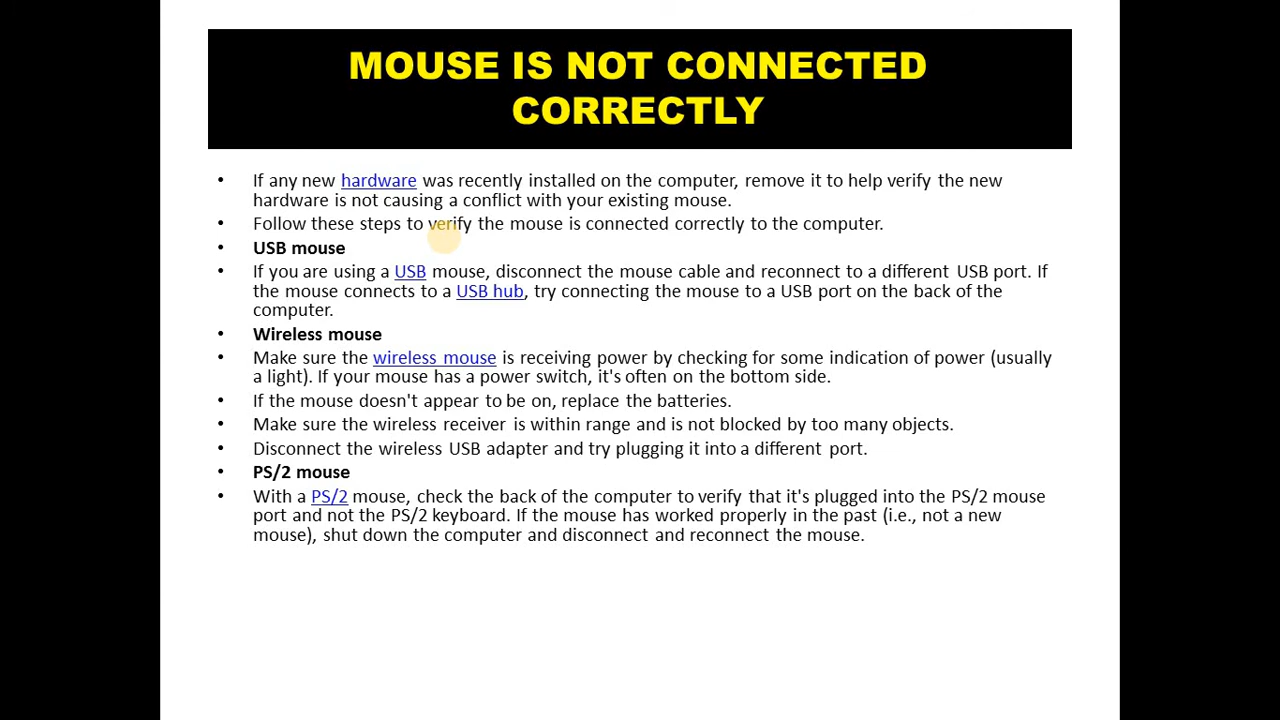 MOUSE IS NOT CONNECTED
CORRECTLY
• If any new hardware was recently installed on the computer, remove it to help verify the new
hardware is not causing a conflict with your existing mouse.
• Follow these steps to verify the mouse is connected correctly to the computer.
• USB mouse
• If you are using a USB mouse, disconnect the mouse cable and reconnect to a different USB port. If
the mouse connects to a USB hub, try connecting the mouse to a USB port on the back of the
computer.
• Wireless mouse
• Make sure the wireless mouse is receiving power by checking for some indication of power (usually
a light). If your mouse has a power switch, it's often on the bottom side.
• If the mouse doesn't appear to be on, replace the batteries.
• Make sure the wireless receiver is within range and is not blocked by too many objects.
• Disconnect the wireless USB adapter and try plugging it into a different port.
• PS/2 mouse
• With a PS/2 mouse, check the back of the computer to verify that it's plugged into the PS/2 mouse
port and not the PS/2 keyboard. If the mouse has worked properly in the past (i.e., not a new
mouse), shut down the computer and disconnect and reconnect the mouse.